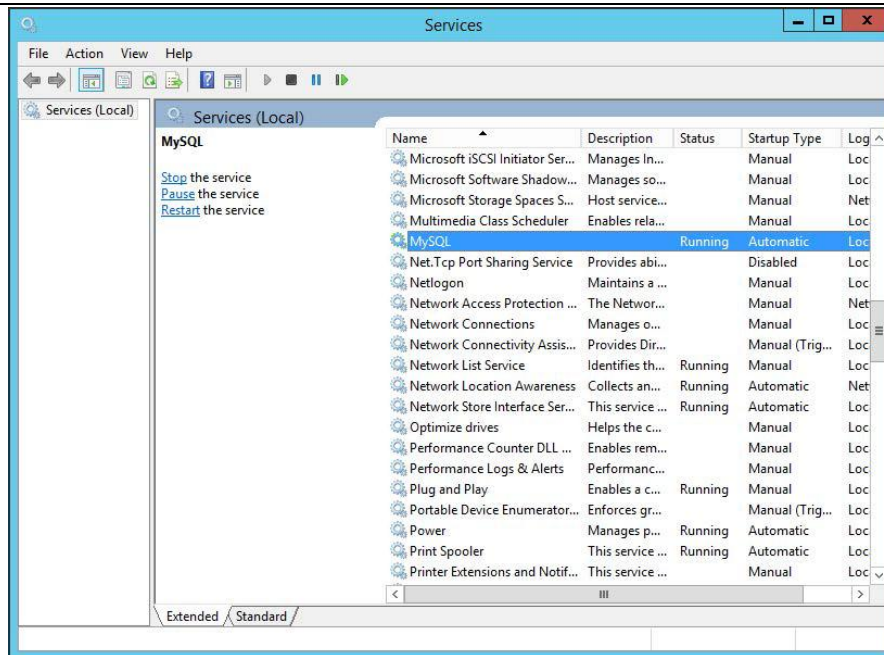 Services
File Action View Help
Services (Local)
Services (Local)
MySQL
Stop the service
Pause the service
Restart the service
Name Description Status Startup Type Log
Microsoft iSCSI Initiator Ser... Manages In... Manual Loc
Microsoft Software Shadow... Manages so... Manual Loc
Microsoft Storage Spaces S... Host service... Manual Net
Multimedia Class Scheduler Enables rela... Manual Loc
MySQL Running Automatic Loc
Net.Tcp Port Sharing Service Provides abi... Disabled Loc
Netlogon Maintains a ... Manual Loc
Network Access Protection ... The Networ... Manual Net
Network Connections Manages o... Manual Loc
Network Connectivity Assis... Provides Dir... Manual (Trig... Loc
Network List Service Identifies th... Running Manual Loc
Network Location Awareness Collects an... Running Automatic Net
Network Store Interface Ser... This service ... Running Automatic Loc
Optimize drives Helps the c... Manual Loc
Performance Counter DLL ... Enables rem... Manual Loc
Performance Logs & Alerts Performanc... Manual Loc
Plug and Play Enables a c... Running Manual Loc
Portable Device Enumerator... Enforces gr... Manual (Trig... Loc
Power Manages p... Running Automatic Loc
Print Spooler This service ... Running Automatic Loc
Printer Extensions and Notif... This service ... Manual Loc
Extended Standard